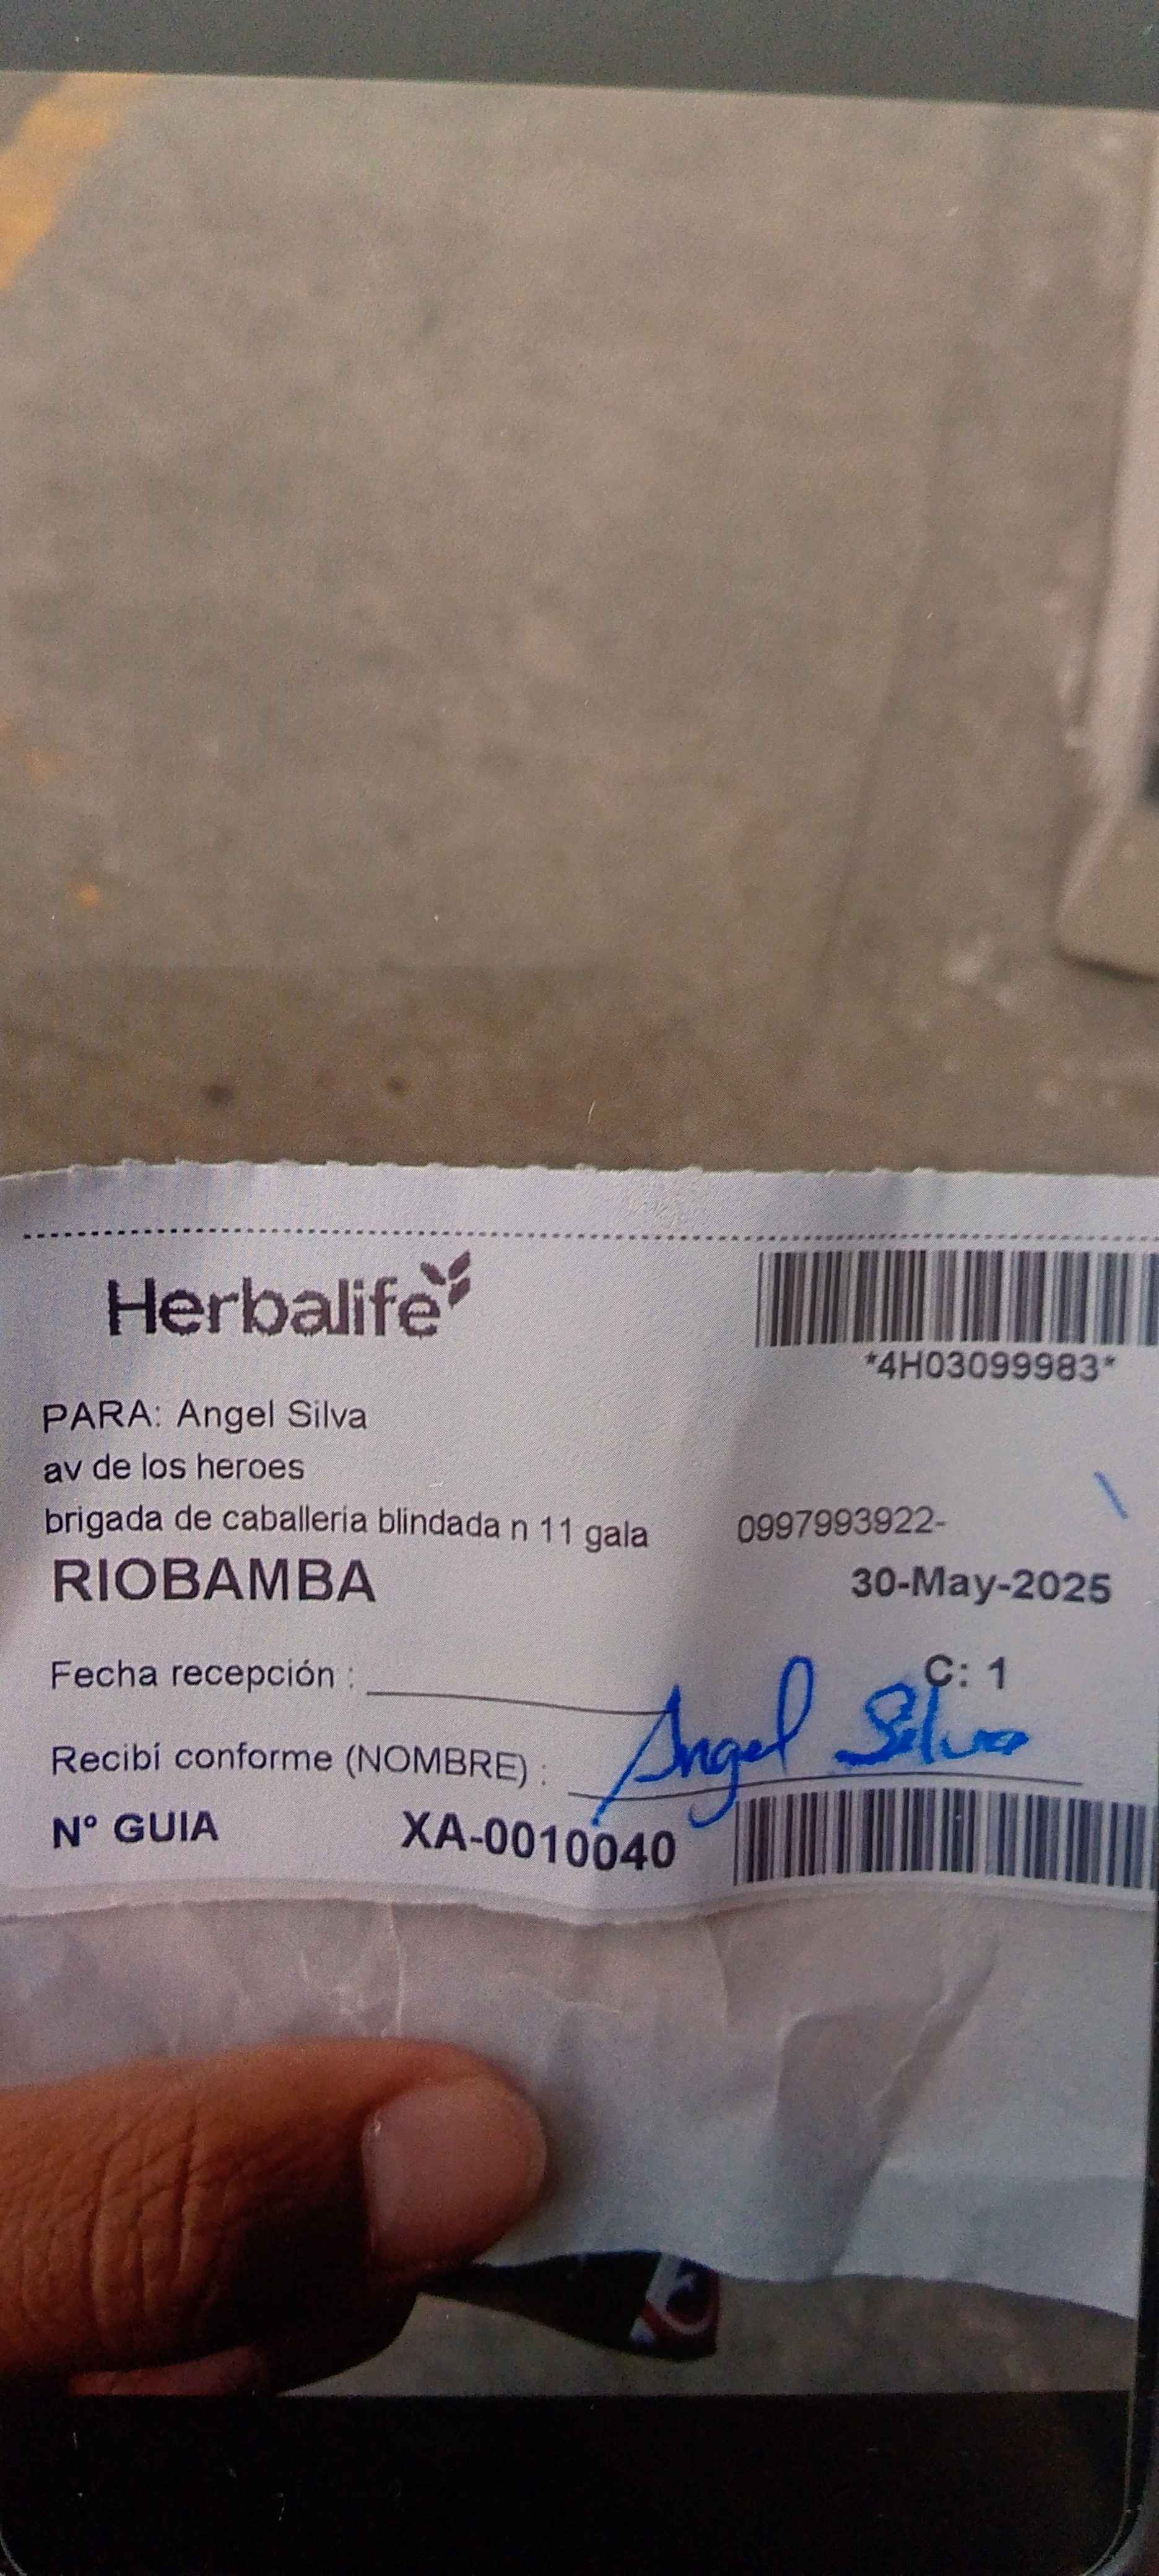 Herbalife
*4H03099983*
PARA: Angel Silva
av de los heroes
brigada de caballeria blindada n 11 gala 0997993922-
RIOBAMBA 30-May-2025
Fecha recepción : C: 1
Recibí conforme (NOMBRE) : Angel Silva
N° GUIA XA-0010040